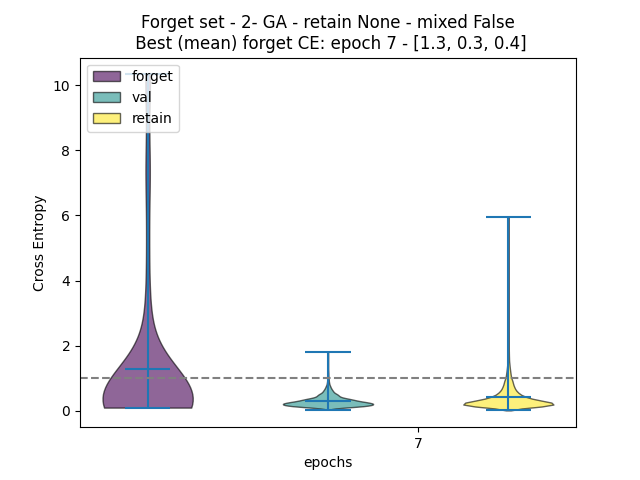 Forget set - 2- GA - retain None - mixed False
Best (mean) forget CE: epoch 7 - [1.3, 0.3, 0.4]
forget
val
retain
10
8
6
4
2
0
Cross Entropy
7
epochs